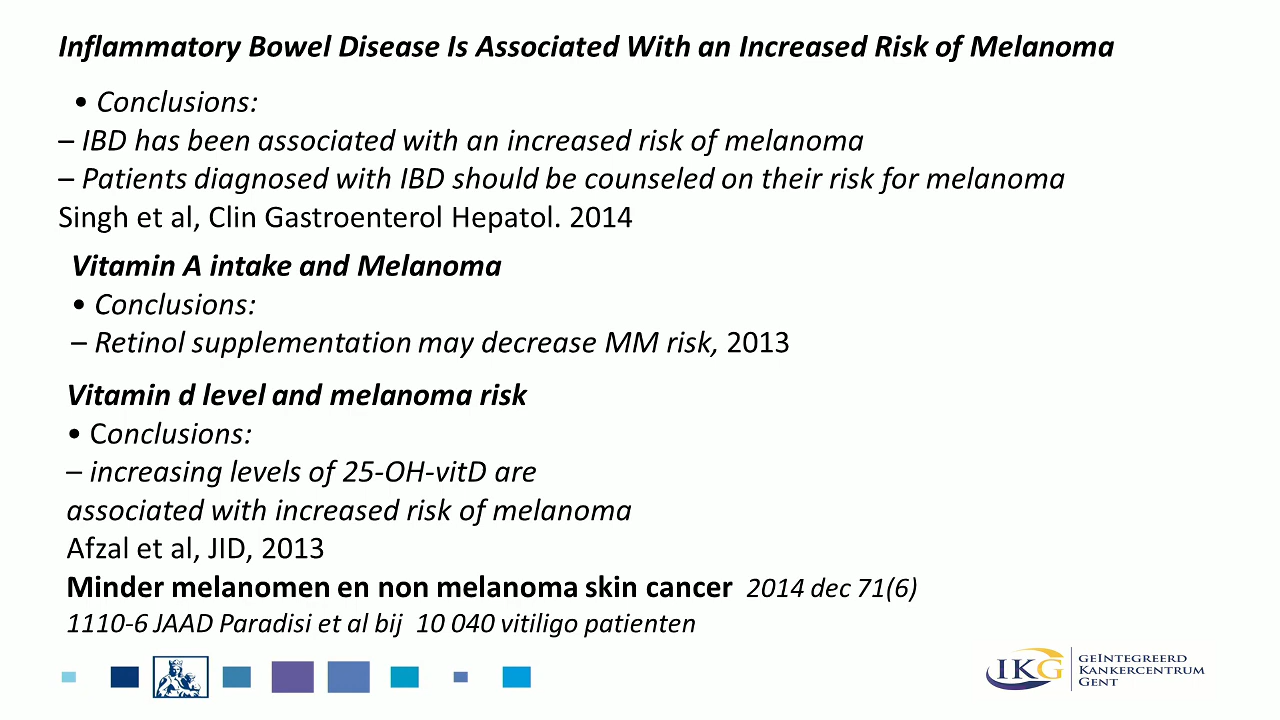 Inflammatory Bowel Disease Is Associated With an Increased Risk of Melanoma
• Conclusions:
– IBD has been associated with an increased risk of melanoma
– Patients diagnosed with IBD should be counseled on their risk for melanoma
Singh et al, Clin Gastroenterol Hepatol. 2014
Vitamin A intake and Melanoma
• Conclusions:
– Retinol supplementation may decrease MM risk, 2013
Vitamin d level and melanoma risk
• Conclusions:
– increasing levels of 25-OH-vitD are
associated with increased risk of melanoma
Afzal et al, JID, 2013
Minder melanomen en non melanoma skin cancer 2014 dec 71(6)
1110-6 JAAD Paradisi et al bij 10 040 vitiligo patienten
IKG
GEÏNTEGREERD
KANKERCENTRUM
GENT